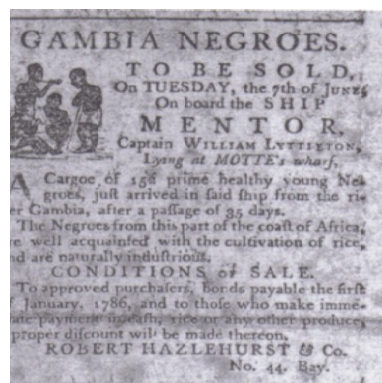 GAMBIA NEGROES.
TO BE SOLD,
On TUESDAY, the 7th of JUNE,
On board the SHIP
MENTOR,
Captain WILLIAM LYTTLETON,
Lying at MOTTE's wharf,
A Cargoe of prime healthy young Ne-
groes, juſt arrived in ſaid ſhip from the ri-
er Gambia, after a paſſage of 35 days.
The Negroes from this part of the coaſt of Africa,
e well acquainted with the cultivation of rice,
nd are naturally induſtrious.
CONDITIONS of SALE.
To approved purchaſers, bonds payable the firſt
January, 1786, and to thoſe who make imme-
ate payment in caſh, rice or any other produce,
proper diſcount will be made thereon.
ROBERT HAZLEHURST & Co.
No. 44. Bay.